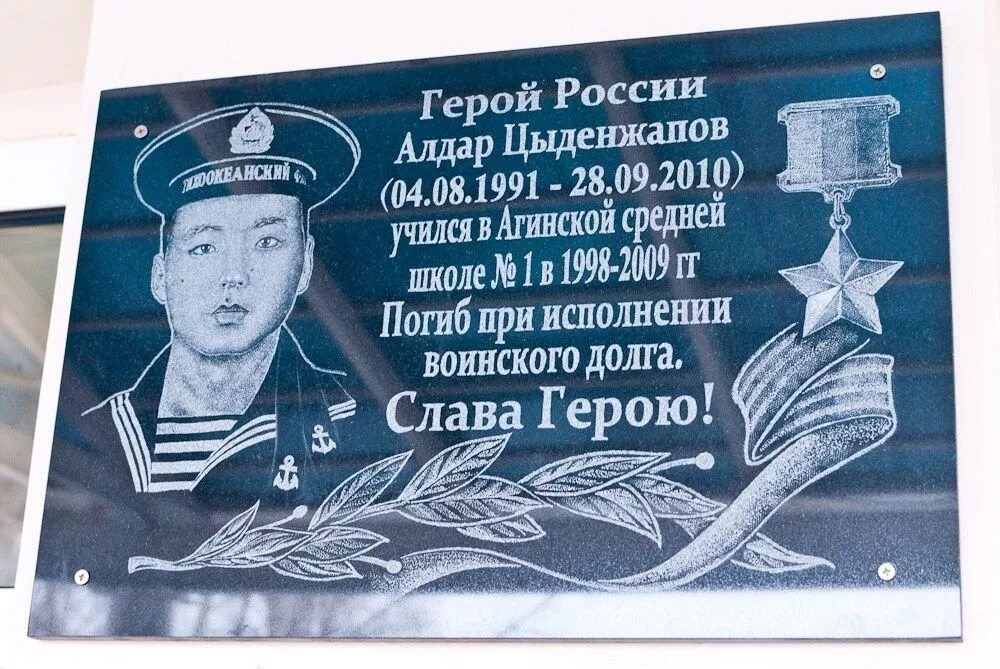 ТИХООКЕАНСКИЙ Ф
Герой России
Алдар Цыденжапов
(04.08.1991 - 28.09.2010)
учился в Агинской средней
школе № 1 в 1998-2009 гг
Погиб при исполнении
воинского долга.
Слава Герою!